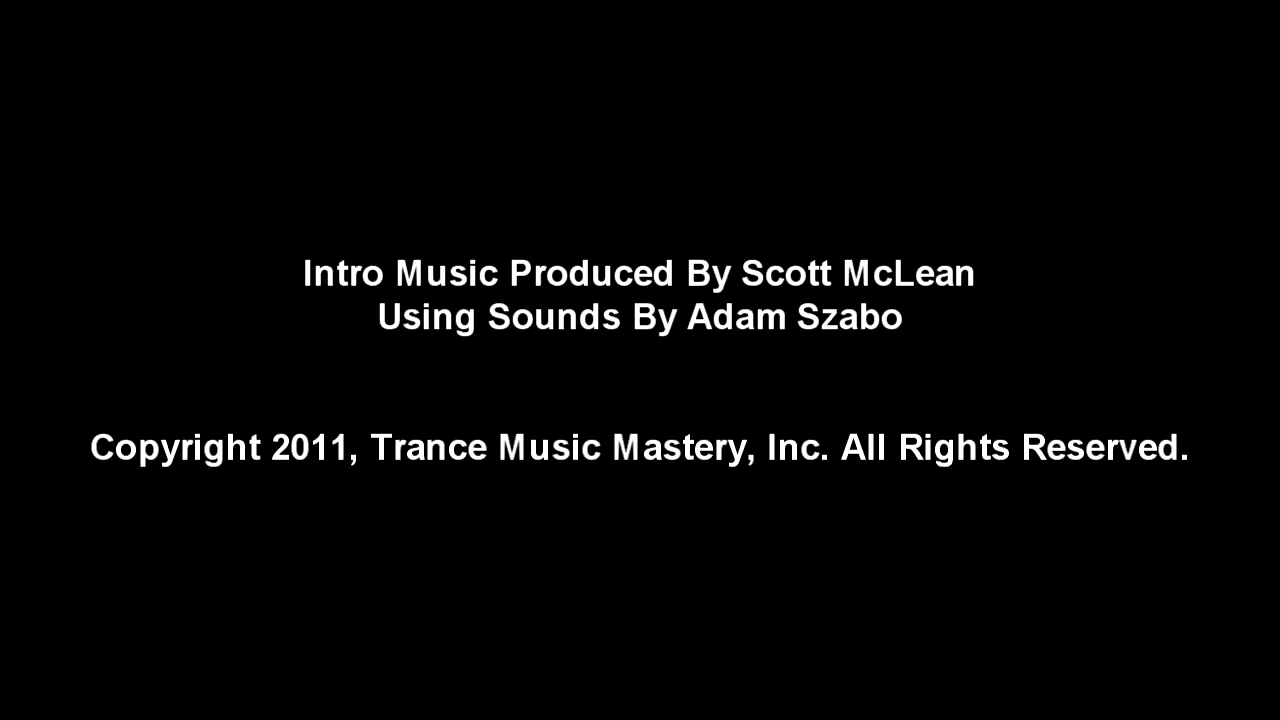 Intro Music Produced By Scott McLean
Using Sounds By Adam Szabo
Copyright 2011, Trance Music Mastery, Inc. All Rights Reserved.